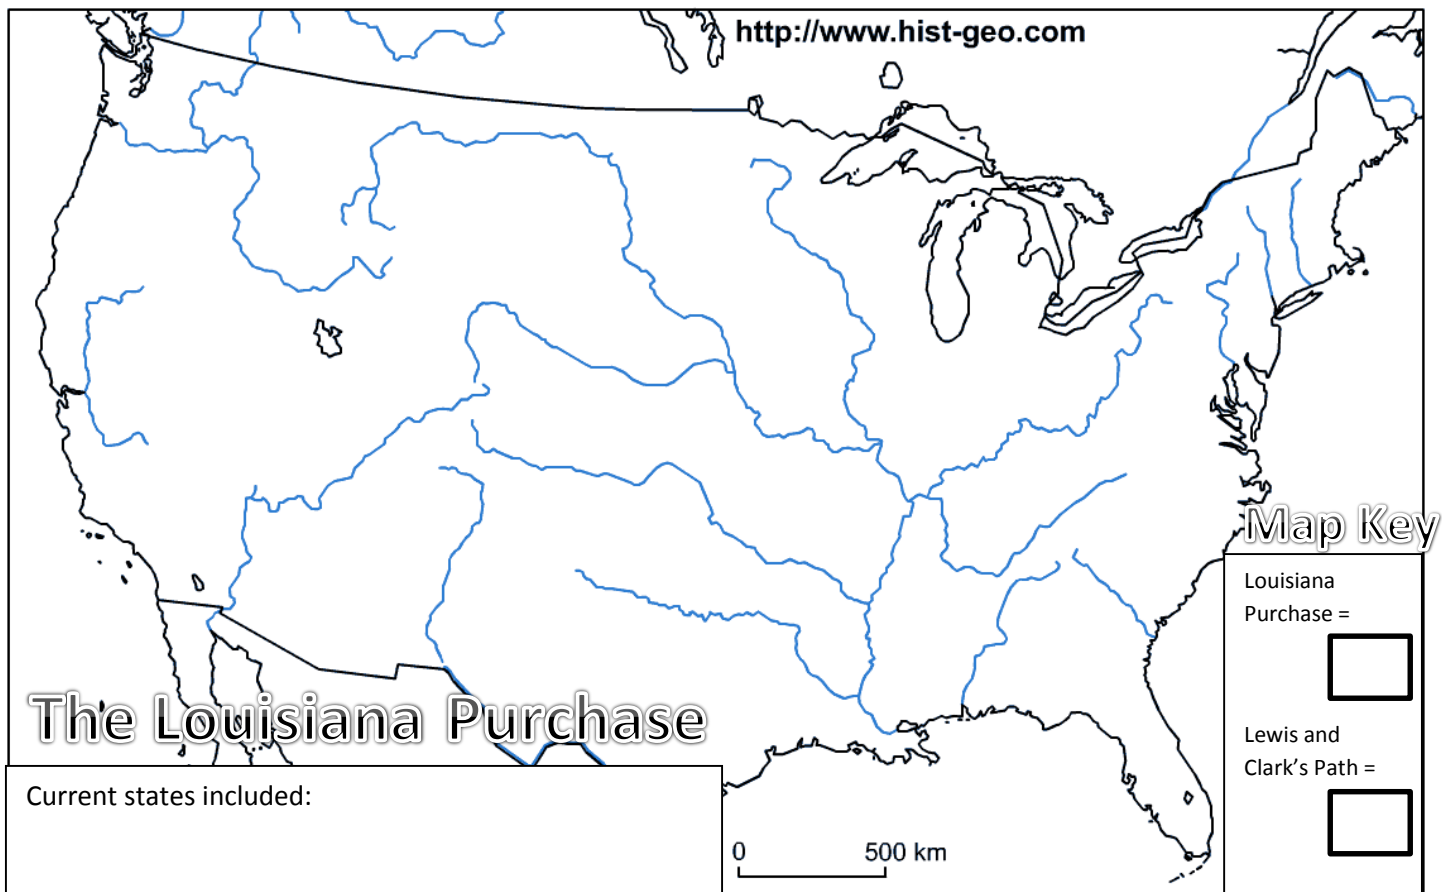 http://www.hist-geo.com
Map Key
Louisiana
Purchase =
Lewis and
Clark's Path =
The Louisiana Purchase
Current states included:
0 500 km